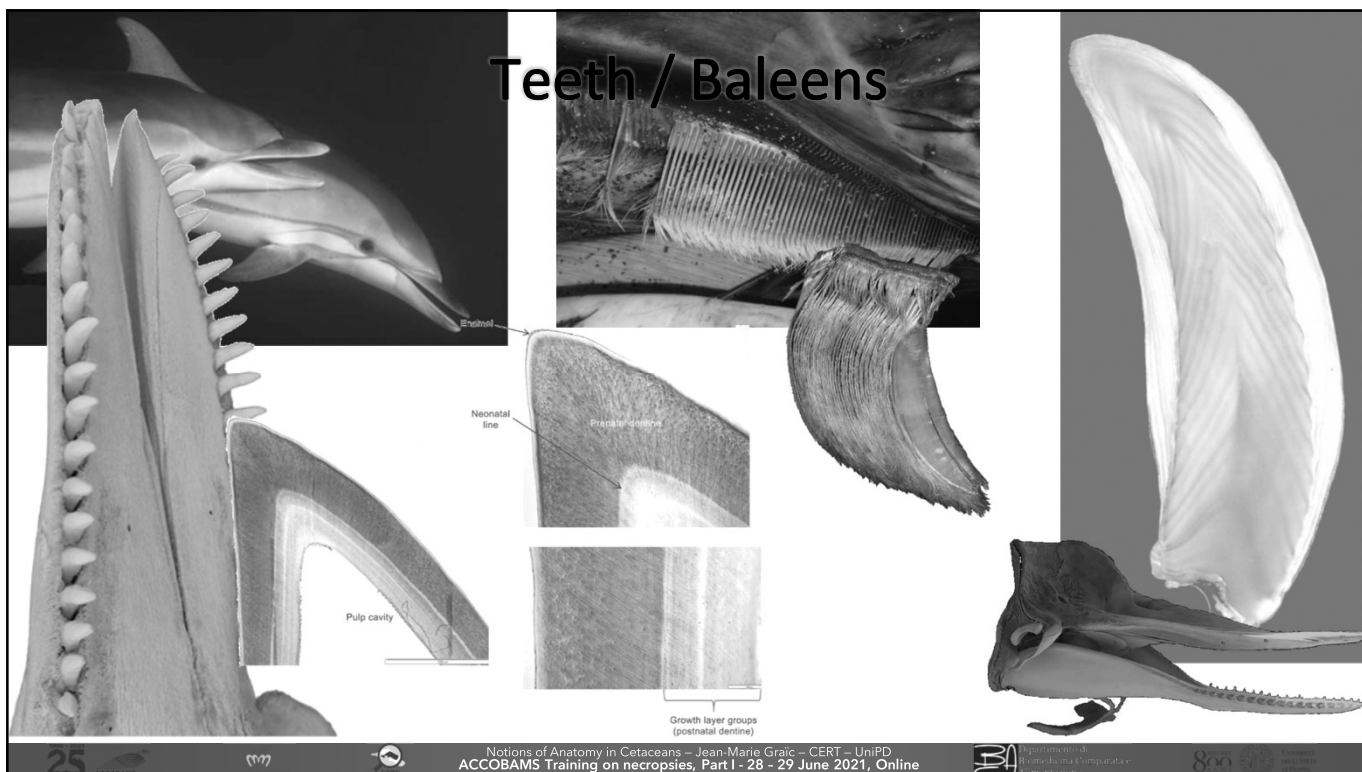 Teeth / Baleens
Enamel
Neonatal
line
Prenatal dentine
Pulp cavity
Growth layer groups
(postnatal dentine)
Notions of Anatomy in Cetaceans – Jean-Marie Graïc – CERT – UniPD
ACCOBAMS Training on necropsies, Part I - 28 – 29 June 2021, Online
25
BA
Dipartimento di
Biomedicina Comparata e
800
Università